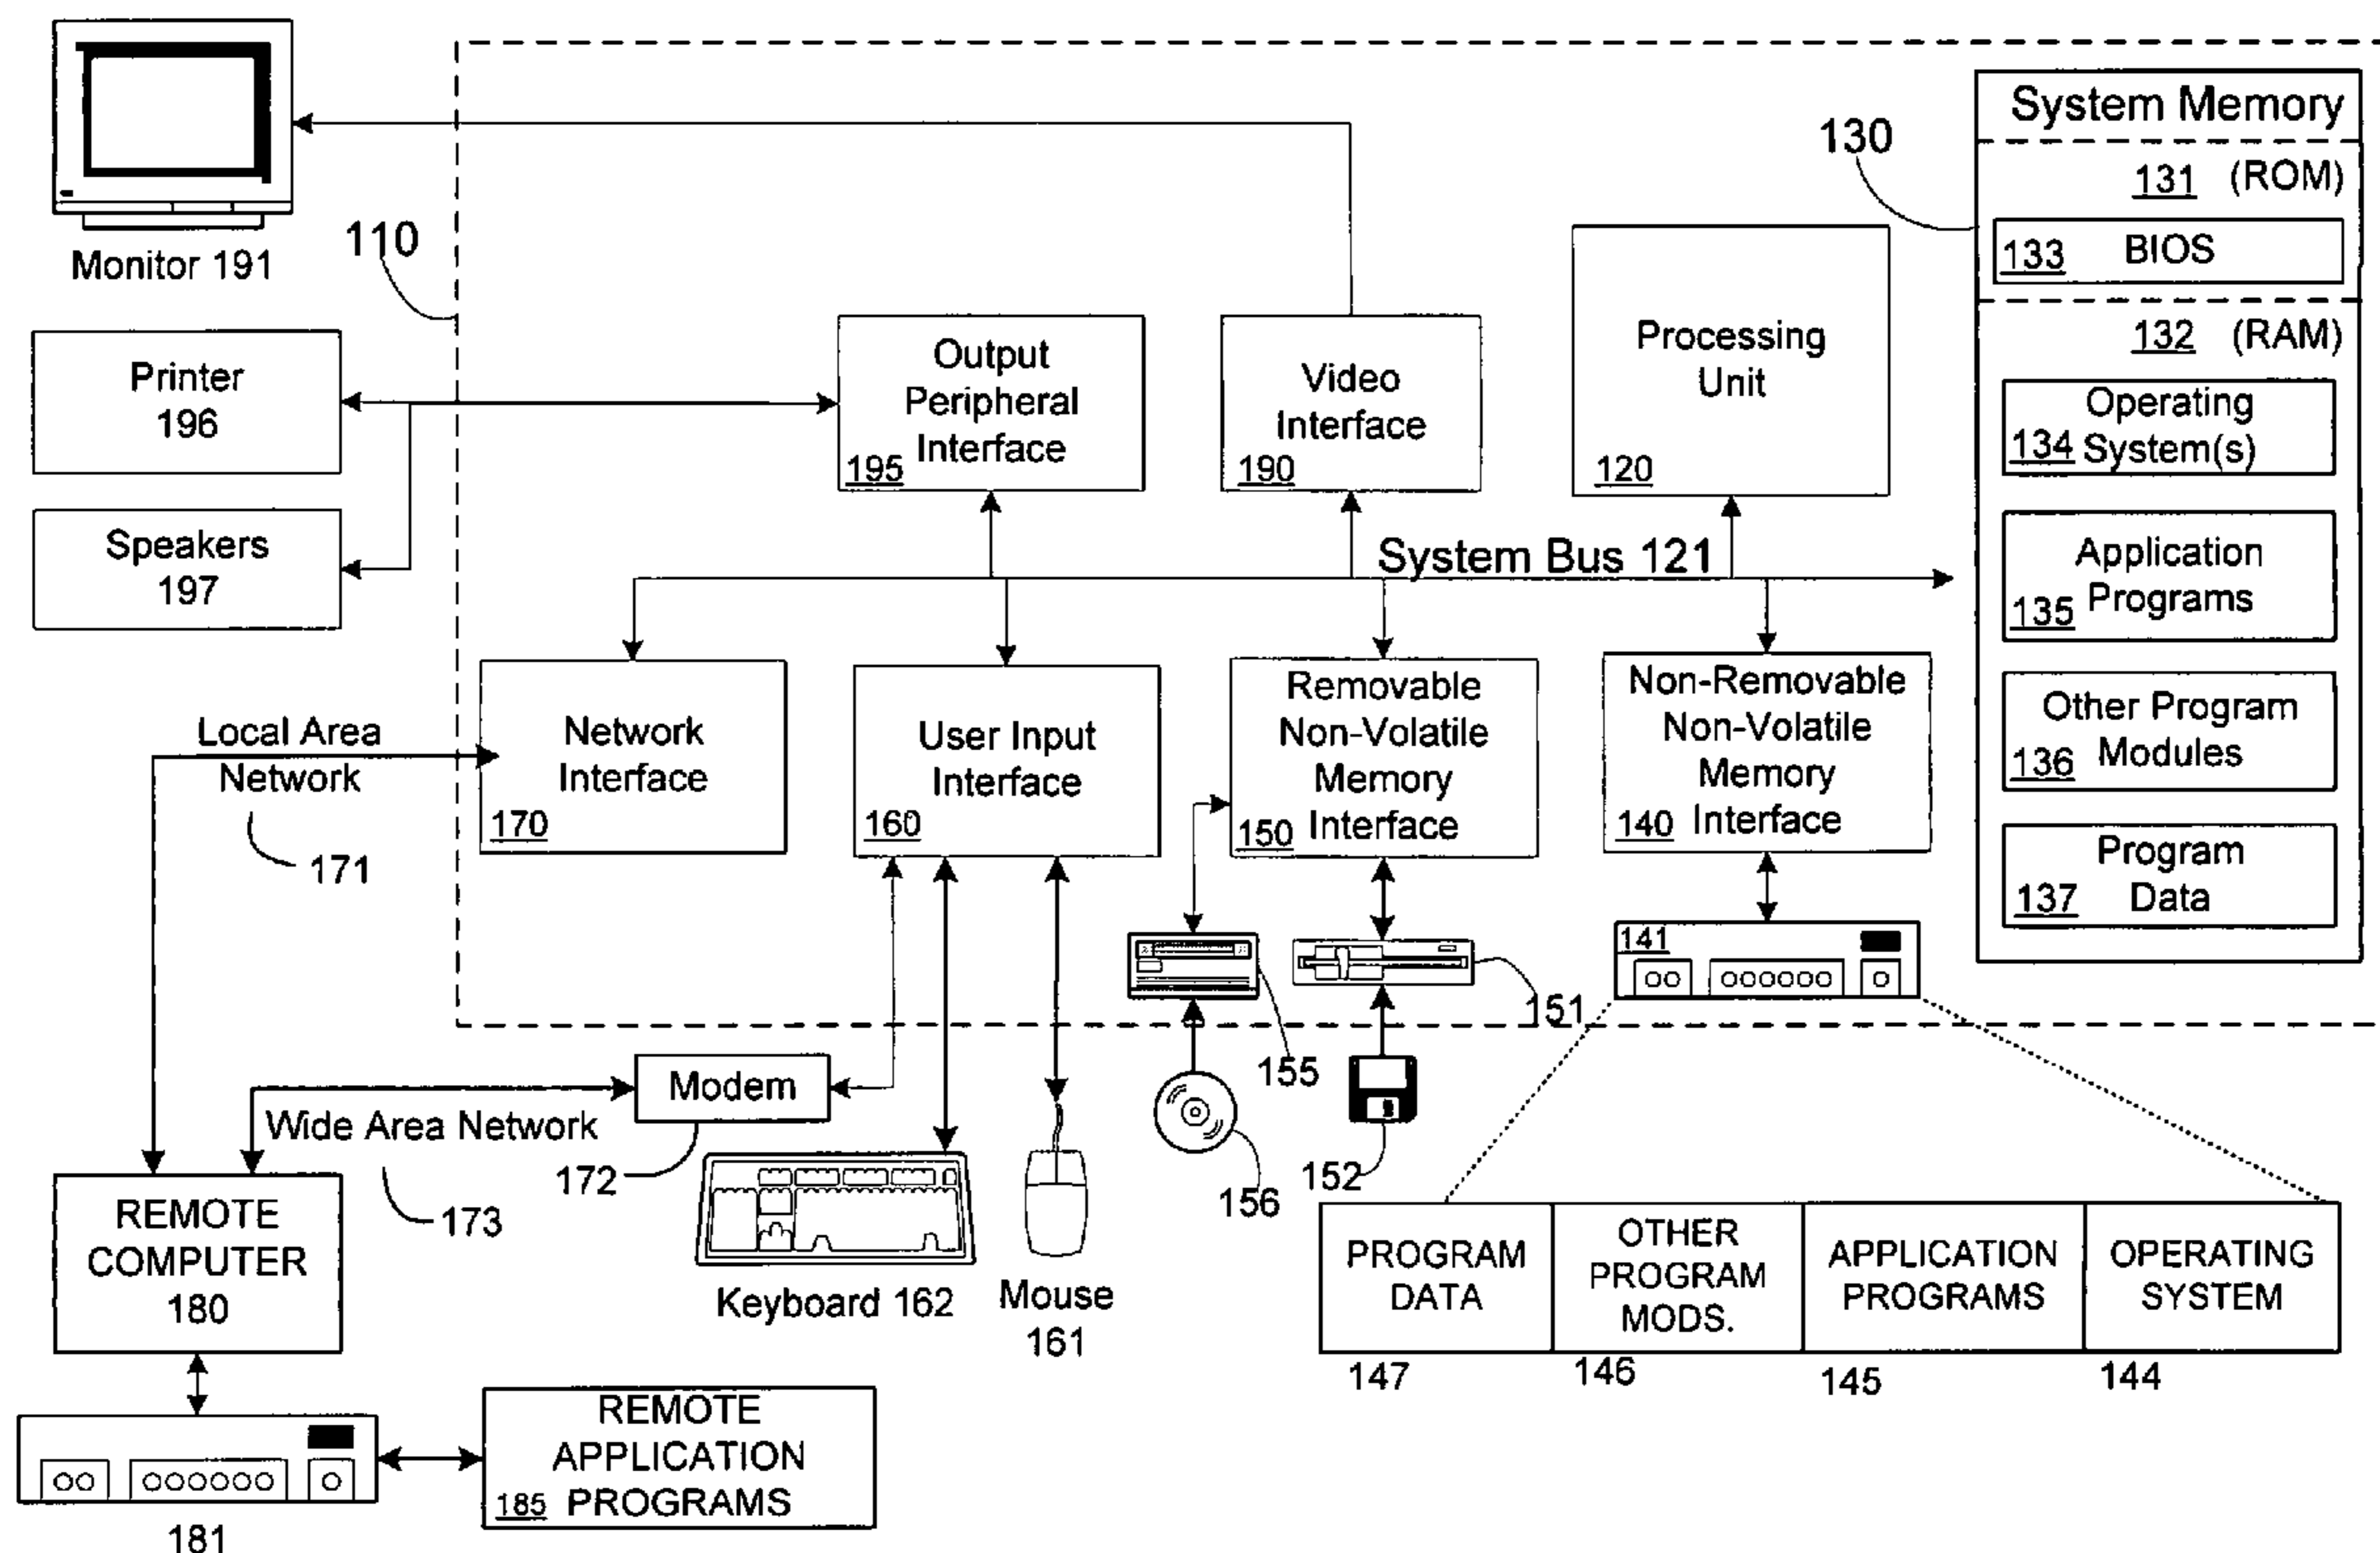 System Memory
130
131 (ROM)
133 BIOS
132 (RAM)
Operating
134 System(s)
Application
135 Programs
Other Program
136 Modules
Program
137 Data
Monitor 191
110
Printer
196
Speakers
197
Output
Peripheral
195 Interface
Video
Interface
190
Processing
Unit
120
System Bus 121
Local Area
Network
171
Network
Interface
170
User Input
Interface
160
Removable
Non-Volatile
Memory
150 Interface
Non-Removable
Non-Volatile
Memory
140 Interface
141
151
155
156
152
Modem
Wide Area Network
172
173
REMOTE
COMPUTER
180
Keyboard 162
Mouse
161
PROGRAM
DATA
OTHER
PROGRAM
MODS.
APPLICATION
PROGRAMS
OPERATING
SYSTEM
147
146
145
144
REMOTE
APPLICATION
185 PROGRAMS
181